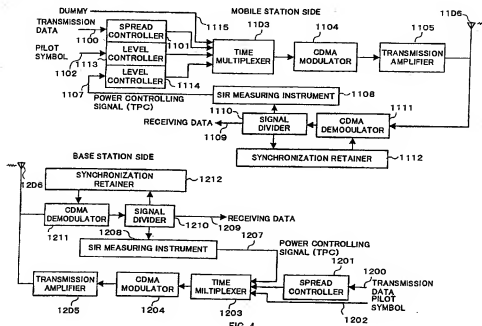 MOBILE STATION SIDE
DUMMY
1115
11D3
1104
1105
11D6
TRANSMISSION DATA
1100
SPREAD CONTROLLER
1101
PILOT SYMBOL
1102
1113
LEVEL CONTROLLER
TIME MULTIPLEXER
CDMA MODULATOR
TRANSMISSION AMPLIFIER
LEVEL CONTROLLER
1114
1107
POWER CONTROLLING SIGNAL (TPC)
SIR MEASURING INSTRUMENT
1108
1110
1111
RECEIVING DATA
1109
SIGNAL DIVIDER
CDMA DEMOOULATOR
SYNCHRONIZATION RETAINER
1112
BASE STATION SIDE
12D6
SYNCHRONIZATION RETAINER
1212
CDMA DEMODULATOR
1211
SIGNAL DIVIDER
1210
1209
RECEIVING DATA
1208
1207
SIR MEASURING INSTRUMENT
POWER CONTROLLING SIGNAL (TPC)
1201
1200
TRANSMISSION AMPLIFIER
12D5
CDMA MODULATOR
1204
TIME MILTIPLEXER
1203
SPREAD CONTROLLER
TRANSMISSION DATA
PILOT SYMBOL
1202
FIG. 4